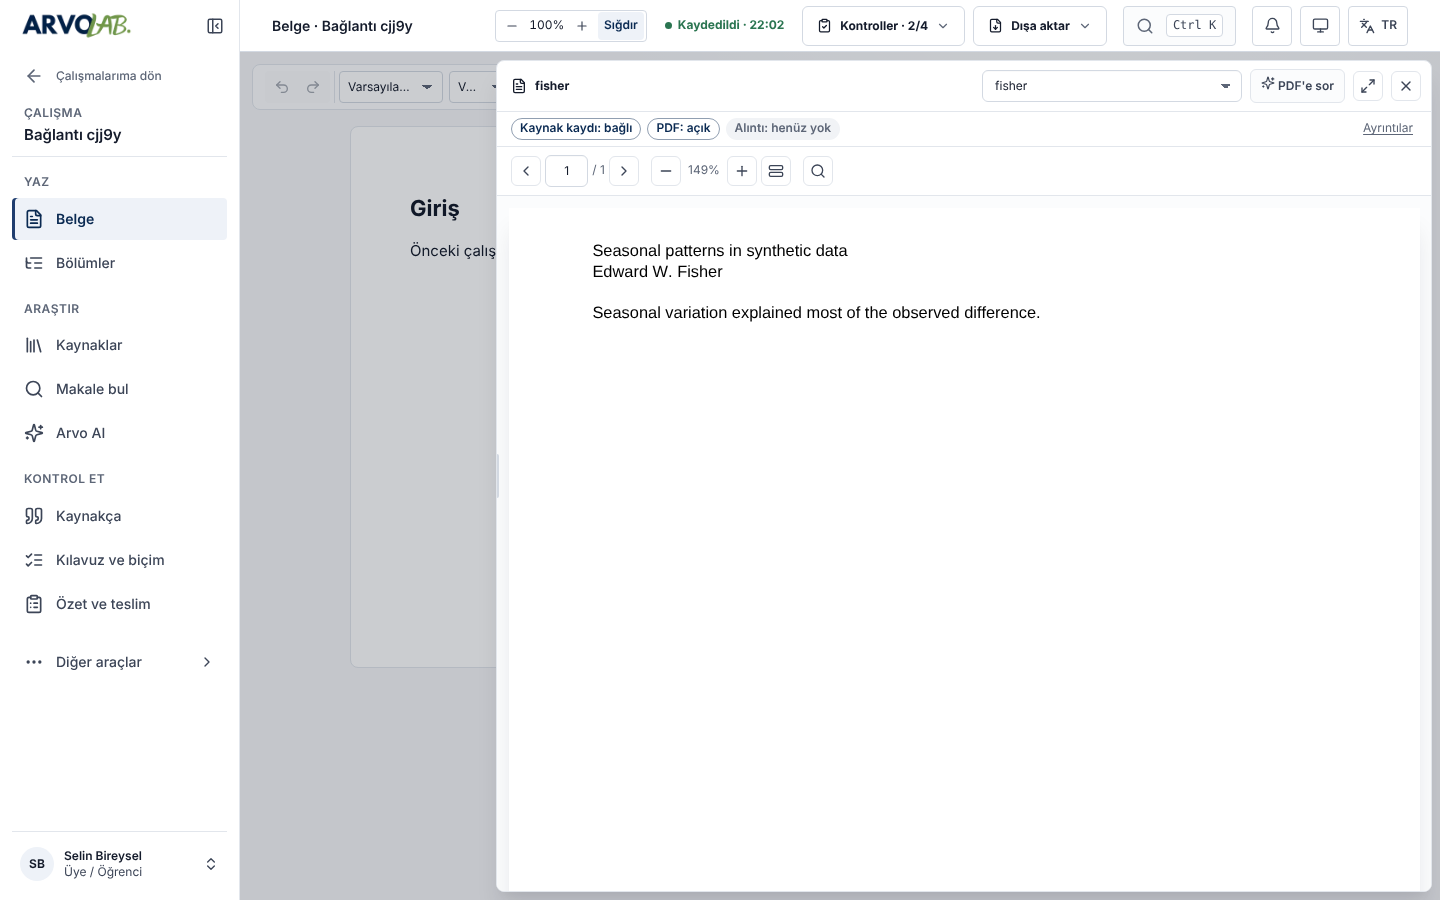 ARVOLAB.
Çalışmalarıma dön
ÇALIŞMA
Bağlantı cjj9y
YAZ
Belge
Bölümler
ARAŞTIR
Kaynaklar
Makale bul
Arvo AI
KONTROL ET
Kaynakça
Kılavuz ve biçim
Özet ve teslim
Diğer araçlar
SB
Selin Bireysel
Üye / Öğrenci
Belge · Bağlantı cjj9y
100%
Sığdır
Kaydedildi · 22:02
Kontroller · 2/4
Dışa aktar
Ctrl K
TR
Varsayıla...
V...
Giriş
Önceki çalış
fisher
fisher
PDF'e sor
Kaynak kaydı: bağlı
PDF: açık
Alıntı: henüz yok
Ayrıntılar
1 / 1
149%
Seasonal patterns in synthetic data
Edward W. Fisher
Seasonal variation explained most of the observed difference.